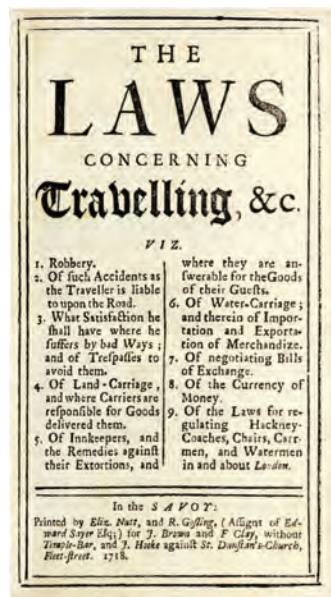 THE
LAWS
CONCERNING
Travelling, &c.
VIZ.
1. Robbery.
2. Of such Accidents as
the Traveller is liable
to upon the Road.
3. What Satisfaction he
shall have where he
suffers by bad Ways;
and of Trespasses to
avoid them.
4. Of Land-Carriage,
and where Carriers are
responsible for Goods
delivered them.
5. Of Innkeepers, and
the Remedies against
their Extortions, and
where they are an-
swerable for the Goods
of their Guests.
6. Of Water-Carriage;
and therein of Impor-
tation and Exporta-
tion of Merchandize.
7. Of negotiating Bills
of Exchange.
8. Of the Currency of
Money.
9. Of the Laws for re-
gulating Hackney-
Coaches, Chairs, Carr-
men, and Watermen
in and about London.
In the SAVOY:
Printed by Eliz. Nutt, and R. Gosling, (Assigns of Ed-
ward Sayer Esq;) for J. Brown and F Clay, without
Temple-Bar, and J. Hooke against St. Dunstan's-Church,
Fleet-street. 1718.